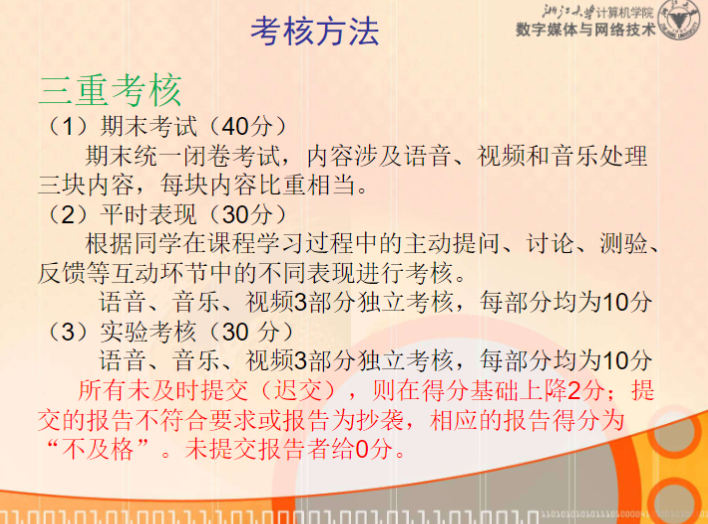 考核方法
浙江大学计算机学院
数字媒体与网络技术
三重考核
（1）期末考试（40分）
期末统一闭卷考试，内容涉及语音、视频和音乐处理
三块内容，每块内容比重相当。
（2）平时表现（30分）
根据同学在课程学习过程中的主动提问、讨论、测验、
反馈等互动环节中的不同表现进行考核。
语音、音乐、视频3部分独立考核，每部分均为10分
（3）实验考核（30 分）
语音、音乐、视频3部分独立考核，每部分均为10分
所有未及时提交（迟交），则在得分基础上降2分；提
交的报告不符合要求或报告为抄袭，相应的报告得分为
“不及格”。未提交报告者给0分。